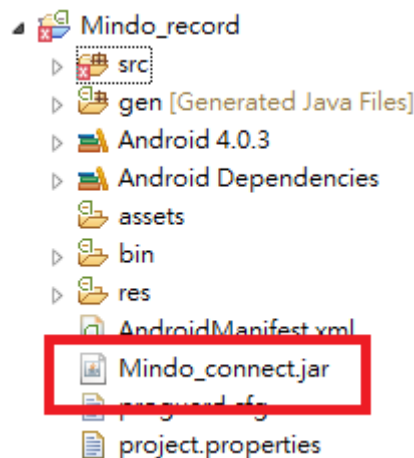 Mindo_record
src
gen [Generated Java Files]
Android 4.0.3
Android Dependencies
assets
bin
res
AndroidManifest.xml
Mindo_connect.jar
proguard.cfg
project.properties